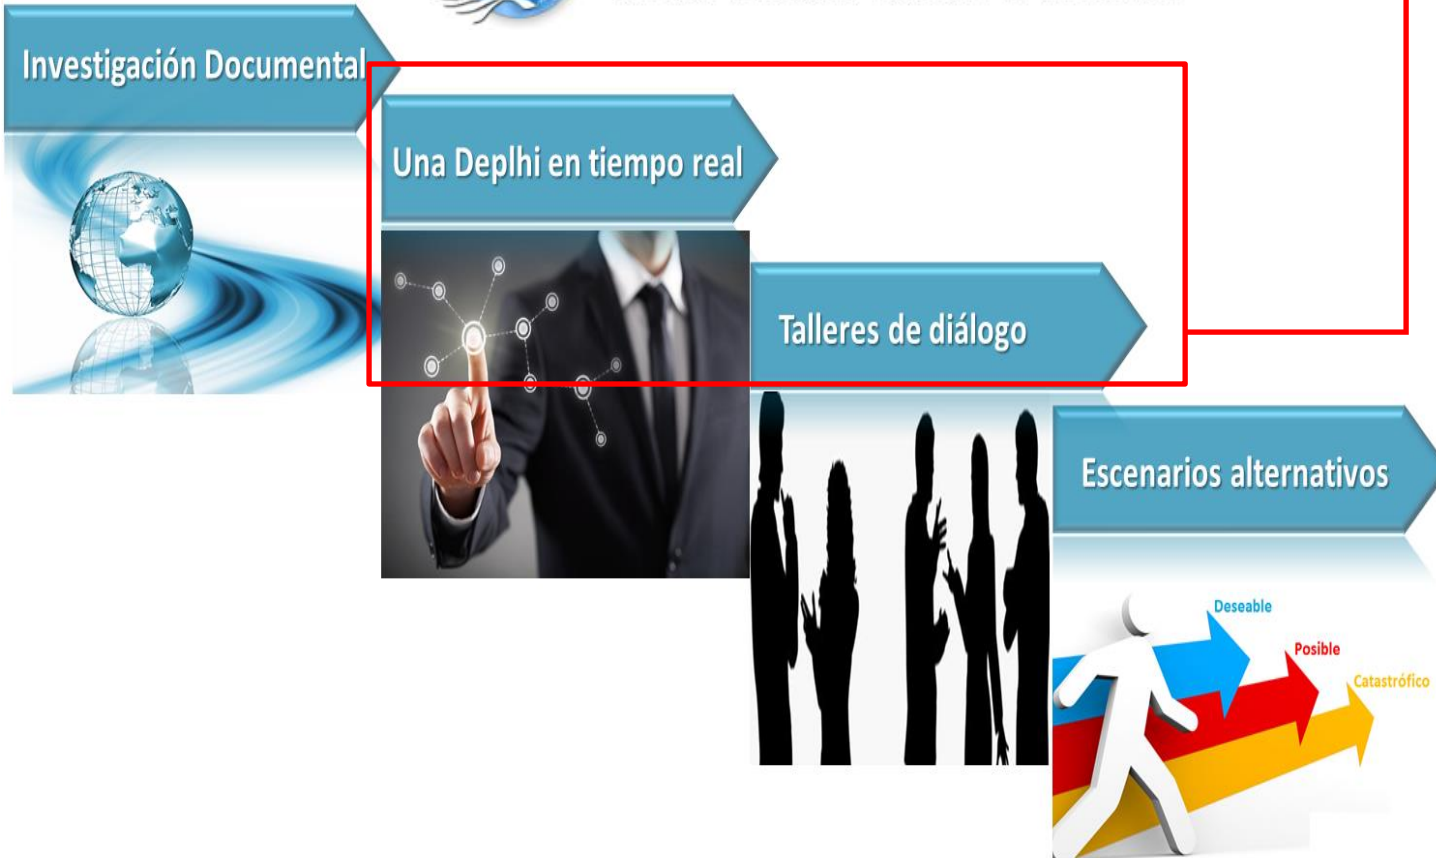 Investigación Documental
Una Deplhi en tiempo real
Talleres de diálogo
Escenarios alternativos
Deseable
Posible
Catastrófico